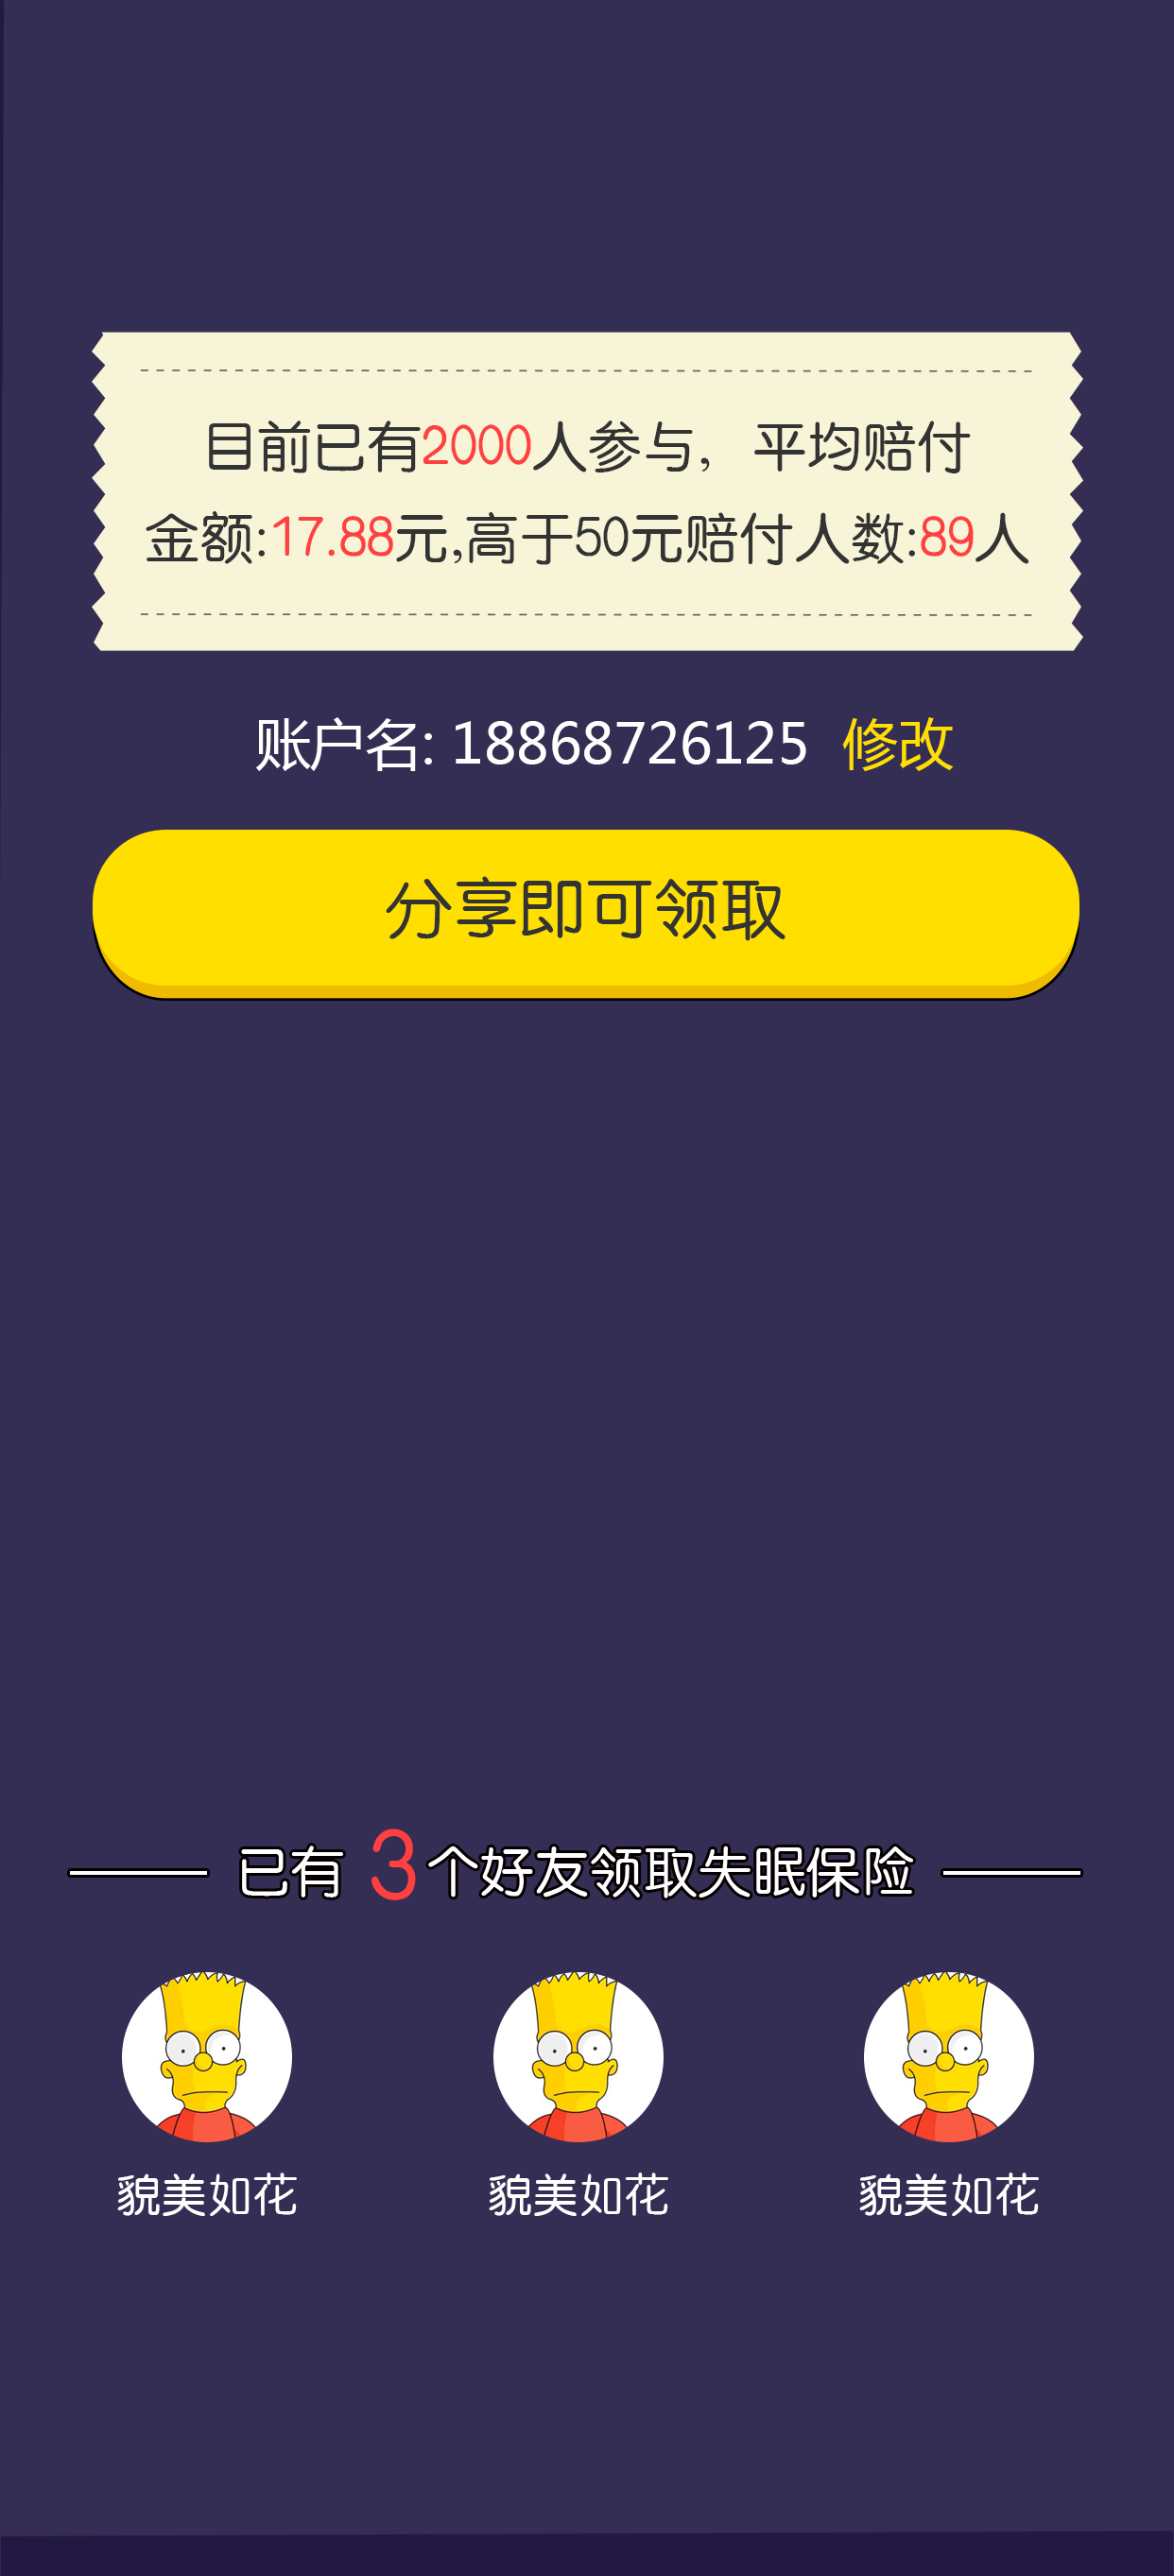 目前已有2000人参与，平均赔付
金额:17.88元,高于50元赔付人数:89人
账户名: 18868726125 修改
分享即可领取
已有 3 个好友领取失眠保险
貌美如花 貌美如花 貌美如花